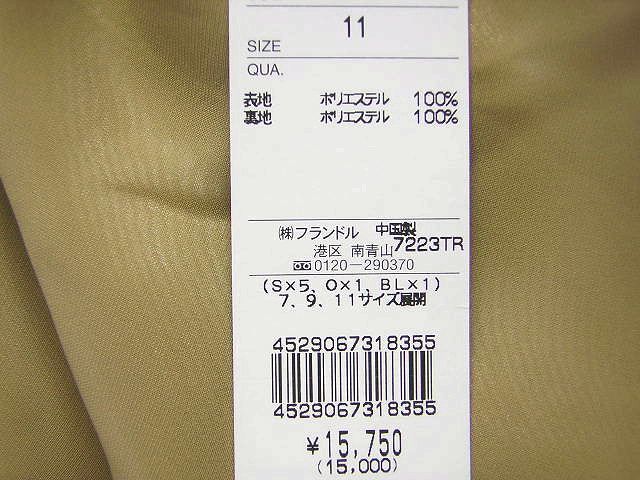 11
SIZE
QUA.
表地 ポリエステル 100%
裏地 ポリエステル 100%
㈱フランドル 中国製
港区 南青山 7223TR
0120-290370
(S×5、O×1、BL×1)
7、9、11サイズ展開
4529067318355
4529067318355
¥15,750
(15,000)